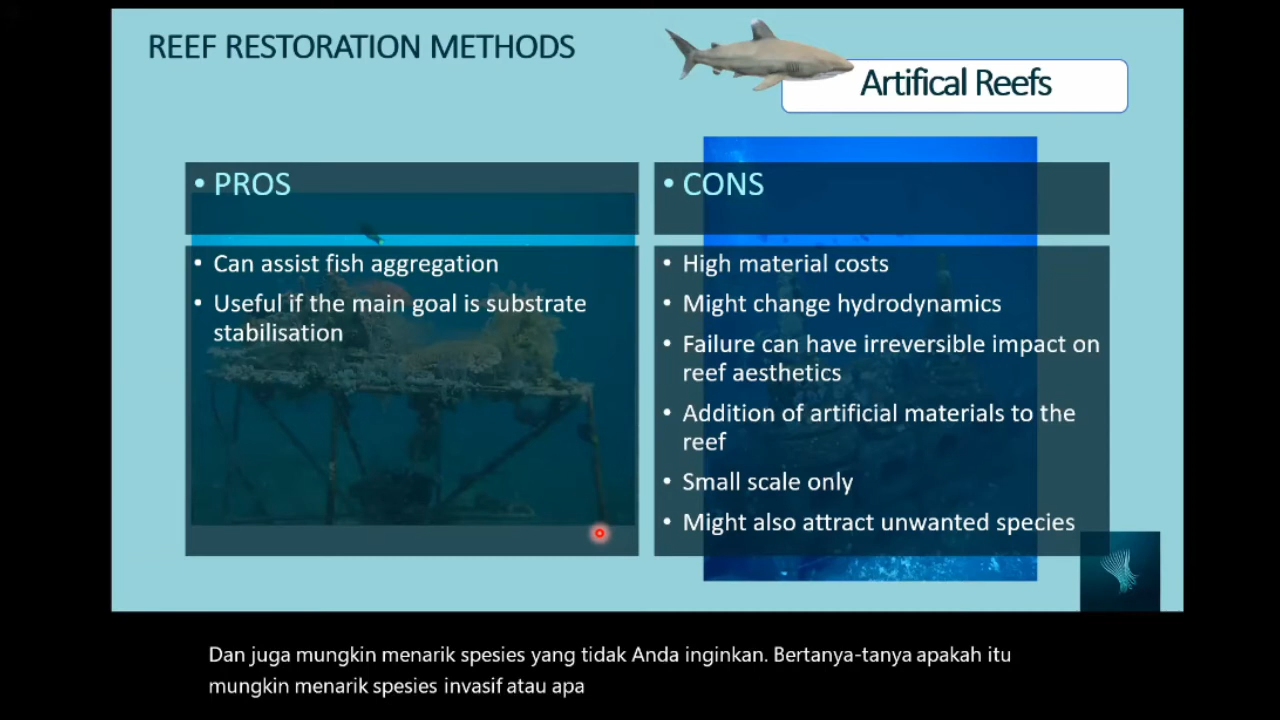 REEF RESTORATION METHODS
Artifical Reefs
• PROS
• Can assist fish aggregation
• Useful if the main goal is substrate
stabilisation
• CONS
• High material costs
• Might change hydrodynamics
• Failure can have irreversible impact on
reef aesthetics
• Addition of artificial materials to the
reef
• Small scale only
• Might also attract unwanted species
Dan juga mungkin menarik spesies yang tidak Anda inginkan. Bertanya-tanya apakah itu
mungkin menarik spesies invasif atau apa